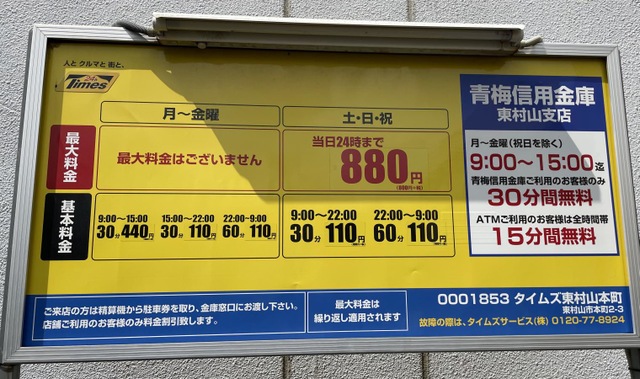 人とクルマと街と、
24h
Times
月〜金曜
土・日・祝
最大料金
最大料金はございません
当日24時まで
880円
基本料金
9:00〜15:00
30分 440円
15:00〜22:00
30分 110円
22:00〜9:00
60分 110円
9:00〜22:00
30分 110円
22:00〜9:00
60分 110円
青梅信用金庫
東村山支店
月〜金曜（祝日を除く）
9:00〜15:00迄
青梅信用金庫ご利用のお客様のみ
30分間無料
ATMご利用のお客様は全時間帯
15分間無料
ご来店の方は精算機から駐車券を取り、金庫窓口にお渡し下さい。
店舗ご利用のお客様のみ料金割引致します。
最大料金は
繰り返し適用されます
0001853 タイムズ東村山本町
東村山市本町2-3
故障の際は、タイムズサービス(株) 0120-77-8924